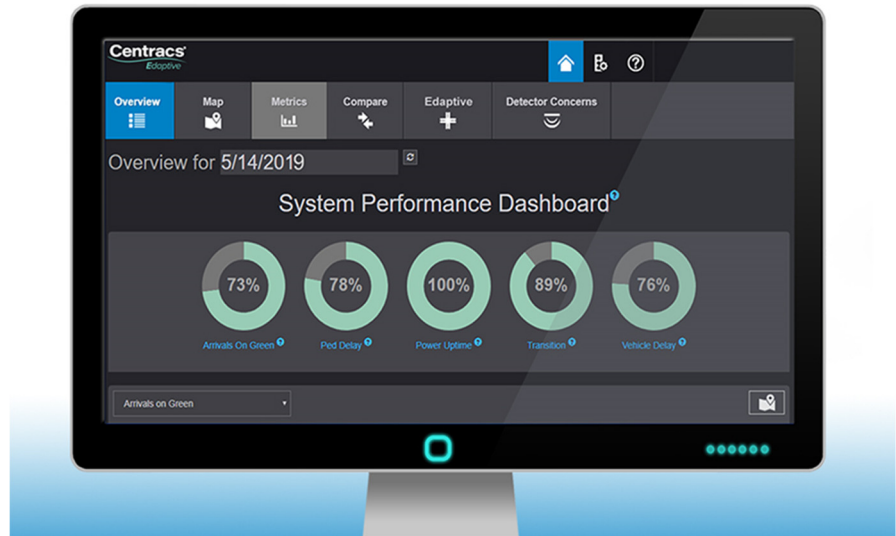 Centracs
Edaptive
Overview Map Metrics Compare Edaptive Detector Concerns
Overview for 5/14/2019
System Performance Dashboard
73% 78% 100% 89% 76%
Arrivals On Green Ped Delay Power Uptime Transition Vehicle Delay
Arrivals on Green